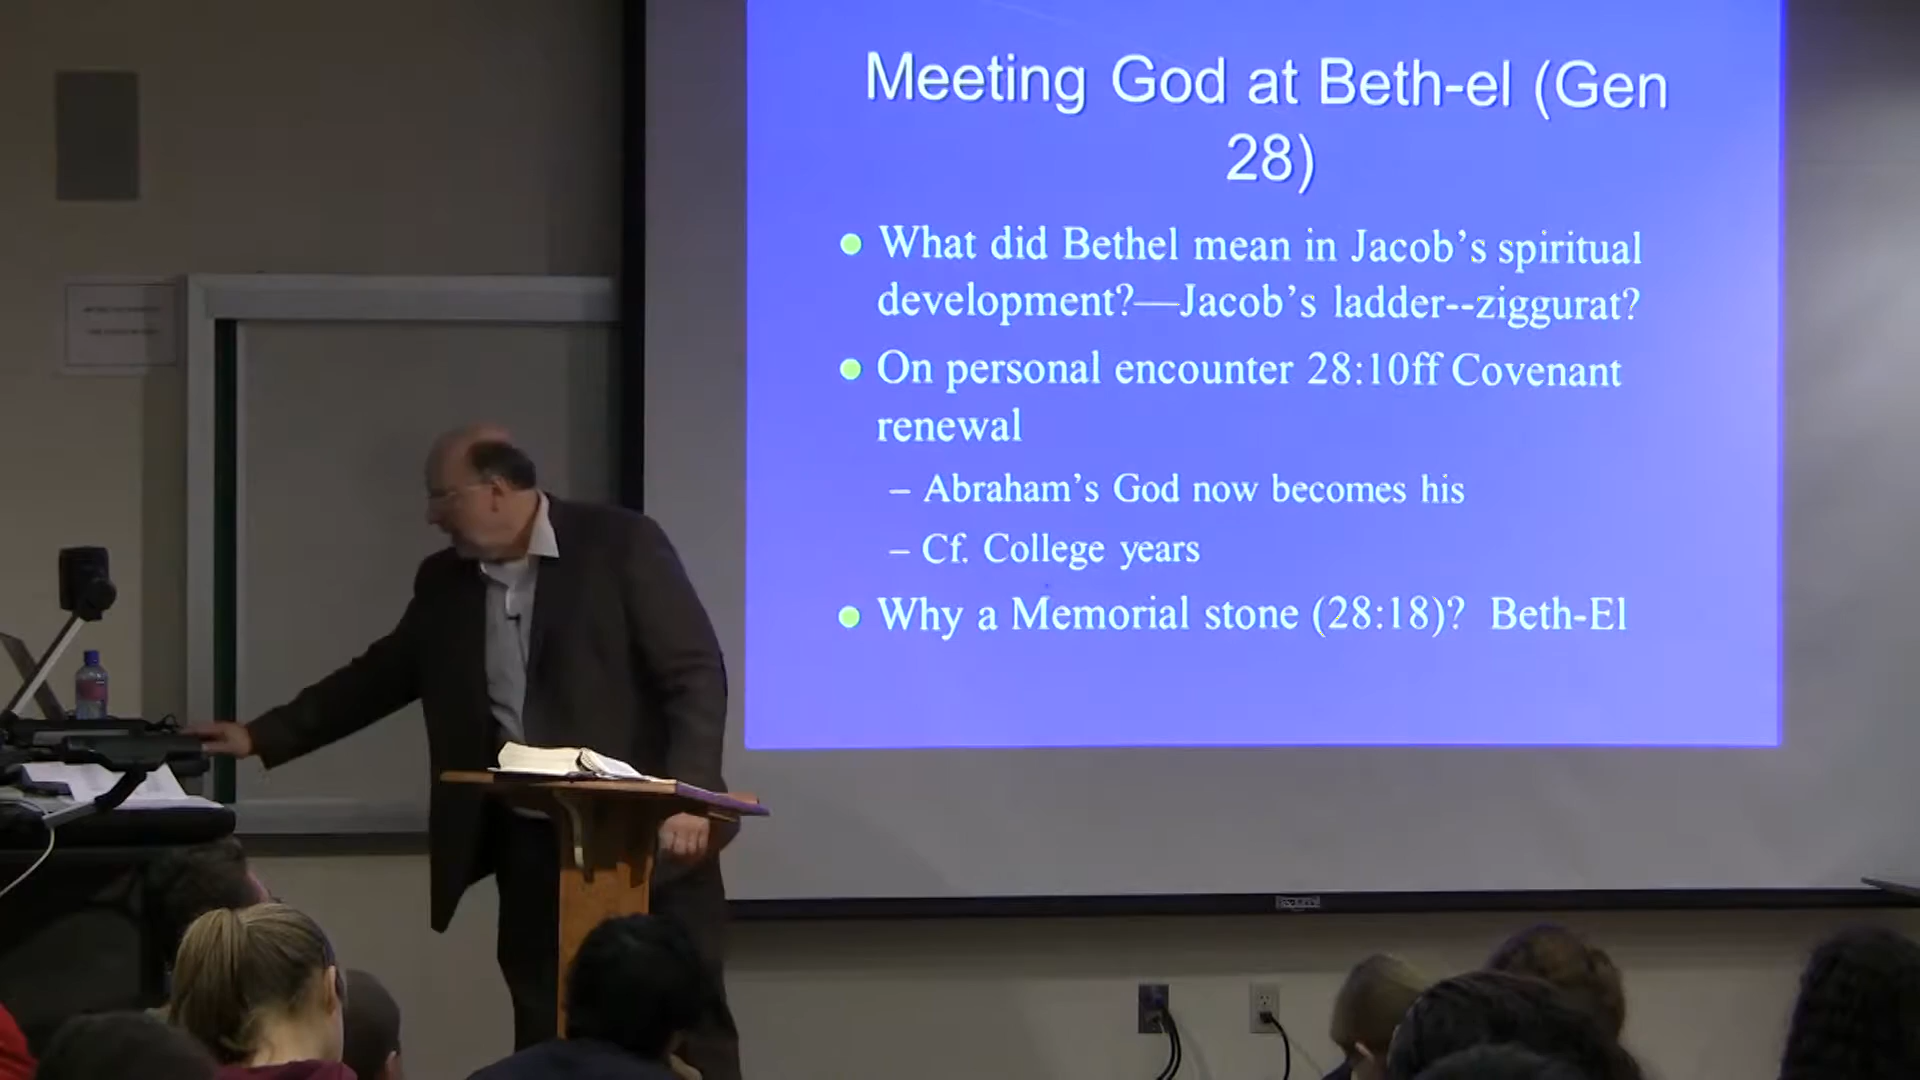 Meeting God at Beth-el (Gen
28)
What did Bethel mean in Jacob’s spiritual
development?—Jacob’s ladder--ziggurat?
On personal encounter 28:10ff Covenant
renewal
– Abraham’s God now becomes his
– Cf. College years
Why a Memorial stone (28:18)? Beth-El